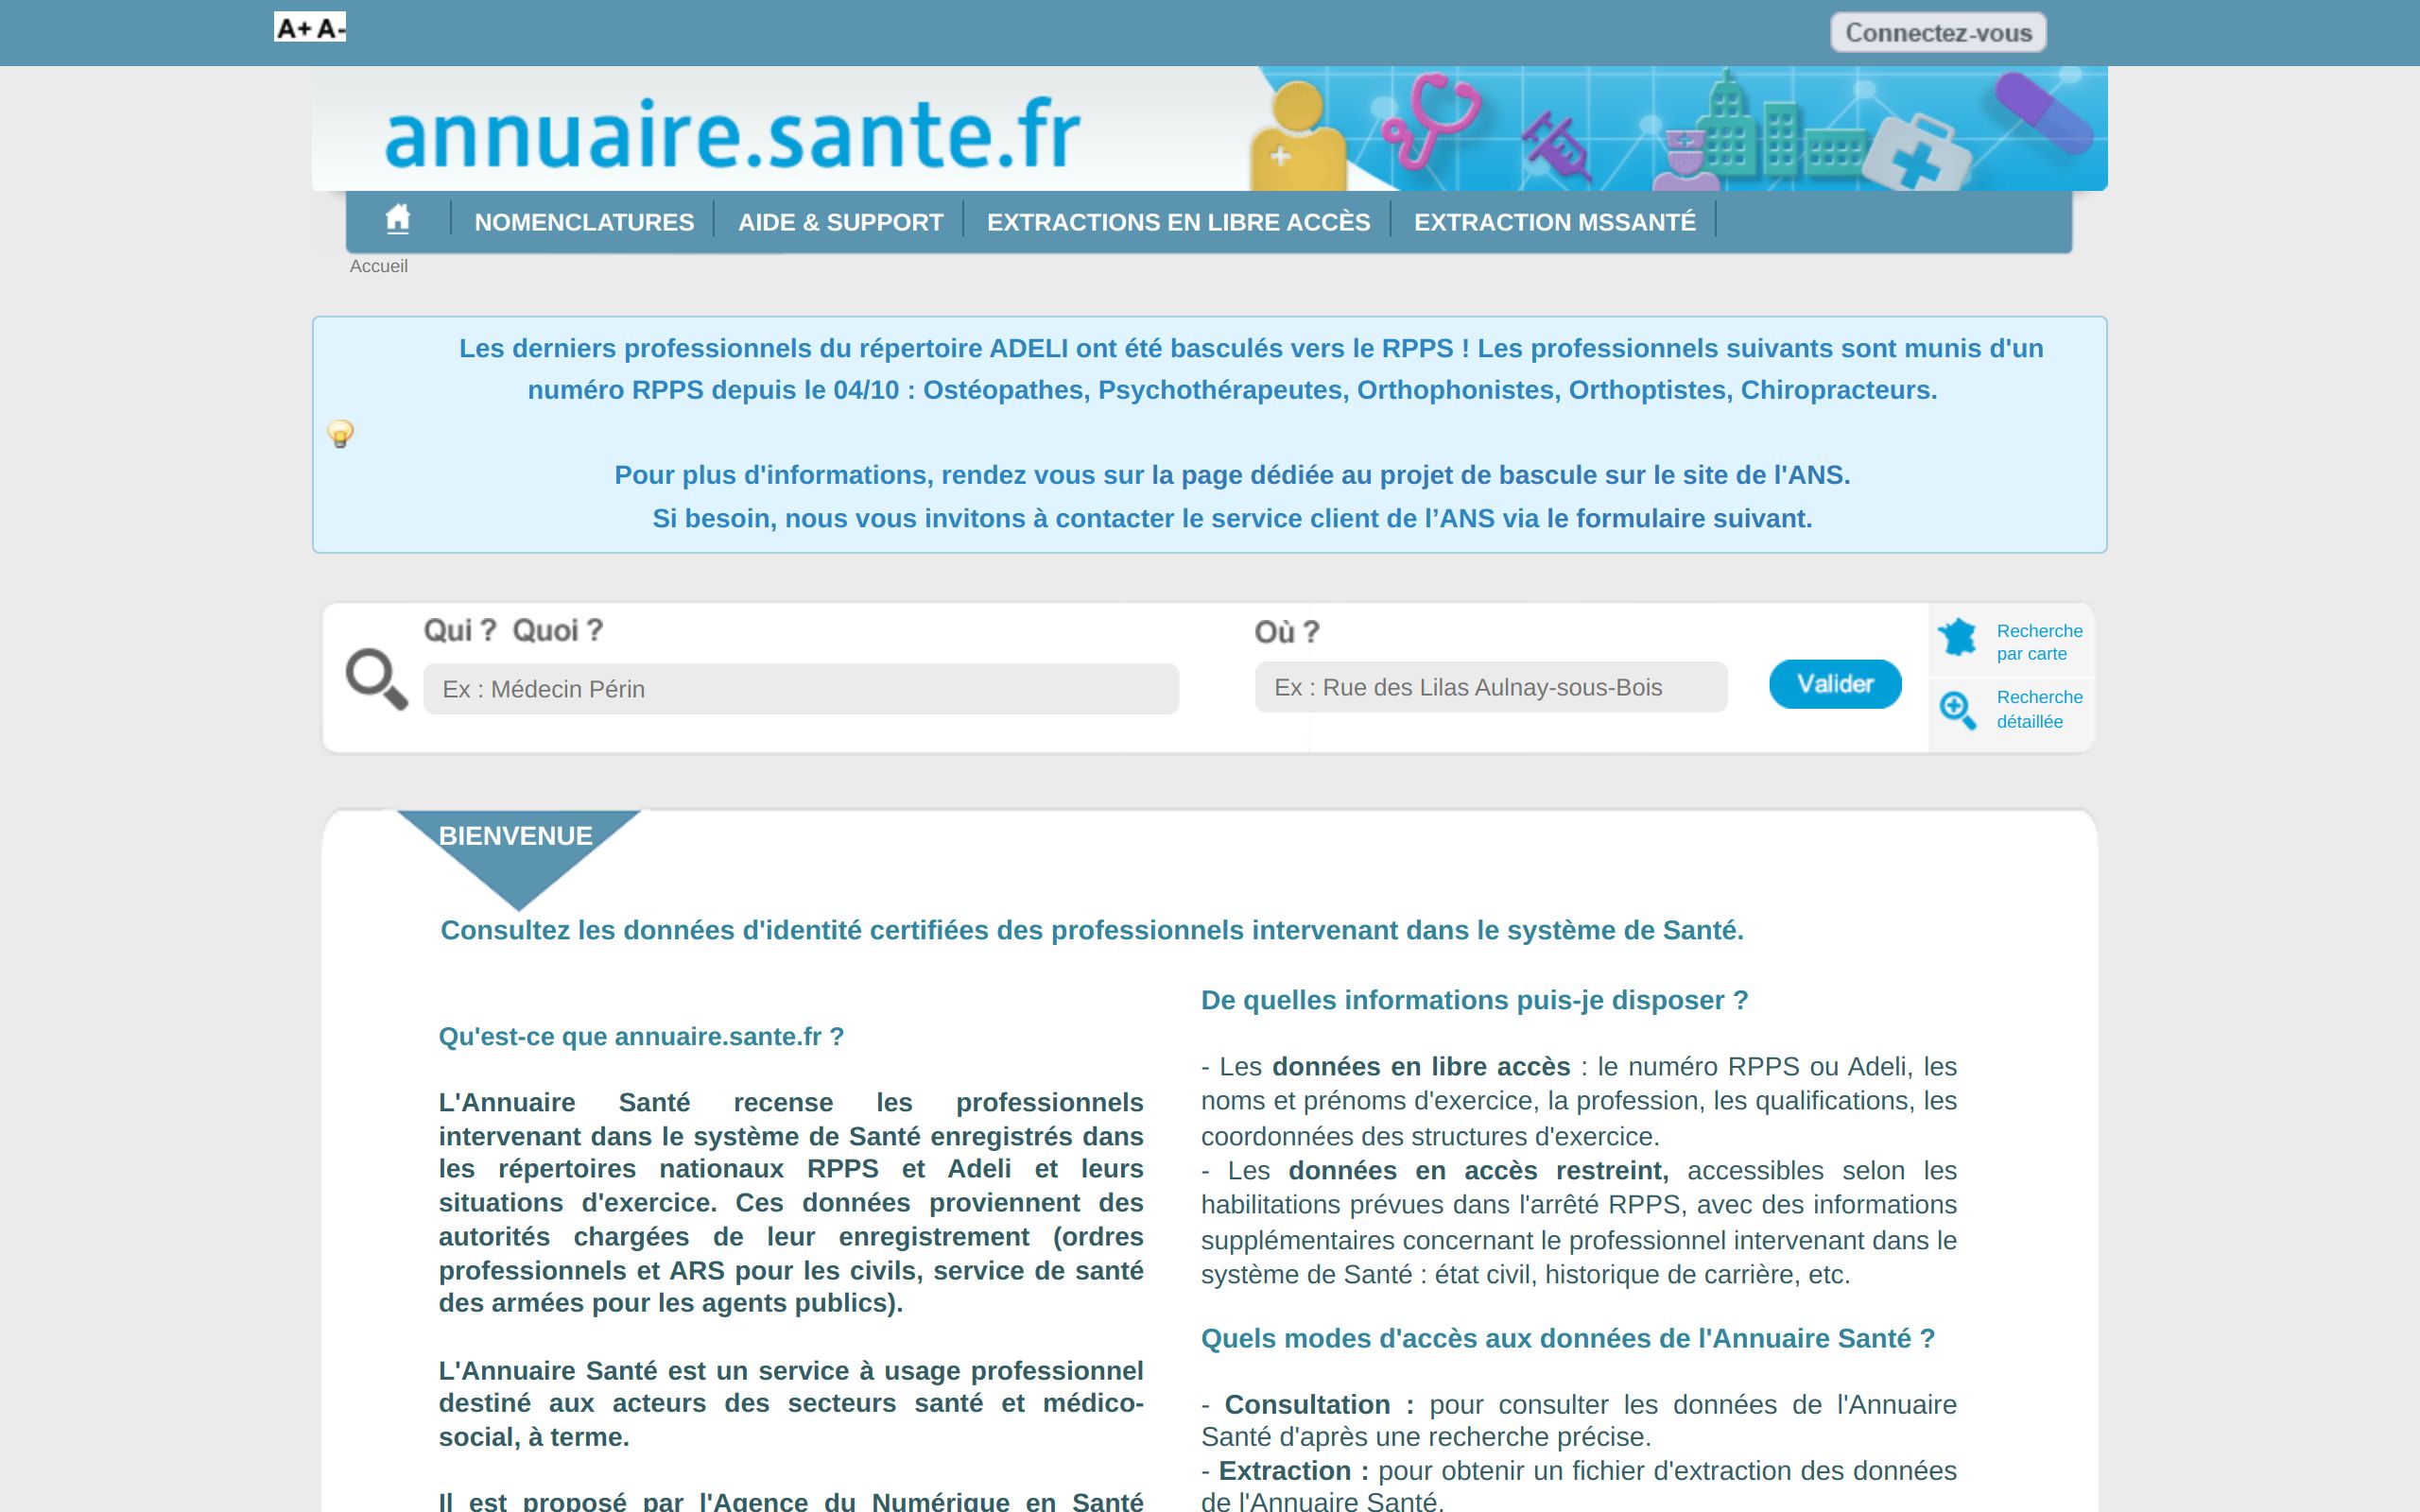 A+ A-
Connectez-vous
annuaire.sante.fr
NOMENCLATURES
AIDE & SUPPORT
EXTRACTIONS EN LIBRE ACCÈS
EXTRACTION MSSANTÉ
Accueil
Les derniers professionnels du répertoire ADELI ont été basculés vers le RPPS ! Les professionnels suivants sont munis d'un
numéro RPPS depuis le 04/10 : Ostéopathes, Psychothérapeutes, Orthophonistes, Orthoptistes, Chiropracteurs.
Pour plus d'informations, rendez vous sur la page dédiée au projet de bascule sur le site de l'ANS.
Si besoin, nous vous invitons à contacter le service client de l’ANS via le formulaire suivant.
Qui ? Quoi ?
Ex : Médecin Périn
Où ?
Ex : Rue des Lilas Aulnay-sous-Bois
Valider
Recherche
par carte
Recherche
détaillée
BIENVENUE
Consultez les données d'identité certifiées des professionnels intervenant dans le système de Santé.
Qu'est-ce que annuaire.sante.fr ?
L'Annuaire Santé recense les professionnels
intervenant dans le système de Santé enregistrés dans
les répertoires nationaux RPPS et Adeli et leurs
situations d'exercice. Ces données proviennent des
autorités chargées de leur enregistrement (ordres
professionnels et ARS pour les civils, service de santé
des armées pour les agents publics).
L'Annuaire Santé est un service à usage professionnel
destiné aux acteurs des secteurs santé et médico-
social, à terme.
Il est proposé par l'Agence du Numérique en Santé
De quelles informations puis-je disposer ?
- Les données en libre accès : le numéro RPPS ou Adeli, les
noms et prénoms d'exercice, la profession, les qualifications, les
coordonnées des structures d'exercice.
- Les données en accès restreint, accessibles selon les
habilitations prévues dans l'arrêté RPPS, avec des informations
supplémentaires concernant le professionnel intervenant dans le
système de Santé : état civil, historique de carrière, etc.
Quels modes d'accès aux données de l'Annuaire Santé ?
- Consultation : pour consulter les données de l'Annuaire
Santé d'après une recherche précise.
- Extraction : pour obtenir un fichier d'extraction des données
de l'Annuaire Santé.